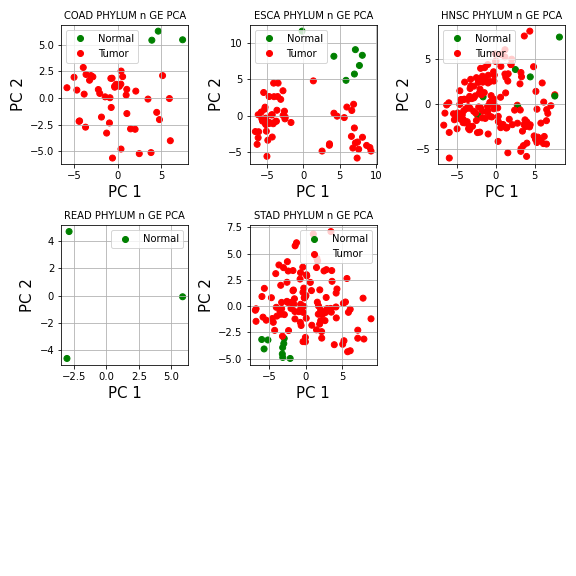 COAD PHYLUM n GE PCA
5.0
2.5
0.0
−2.5
−5.0
PC 2
Normal
Tumor
−5
0
5
PC 1
ESCA PHYLUM n GE PCA
10
5
0
−5
PC 2
Normal
Tumor
−5
0
5
10
PC 1
HNSC PHYLUM n GE PCA
5
0
−5
PC 2
Normal
Tumor
−5
0
5
PC 1
READ PHYLUM n GE PCA
4
2
0
−2
−4
PC 2
Normal
−2.5
0.0
2.5
5.0
PC 1
STAD PHYLUM n GE PCA
7.5
5.0
2.5
0.0
−2.5
−5.0
PC 2
Normal
Tumor
−5
0
5
PC 1